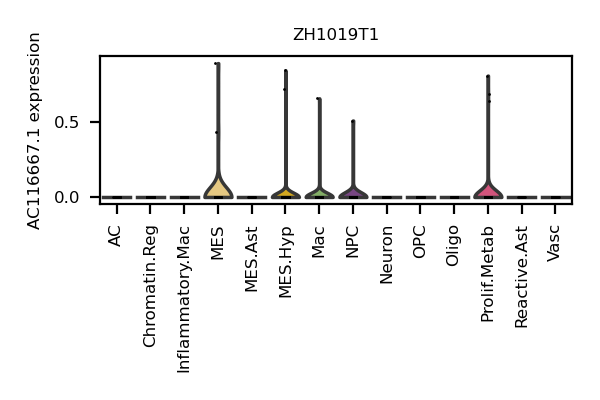 ZH1019T1
AC116667.1 expression
0.5
0.0
AC
Chromatin.Reg
Inflammatory.Mac
MES
MES.Ast
MES.Hyp
Mac
NPC
Neuron
OPC
Oligo
Prolif.Metab
Reactive.Ast
Vasc